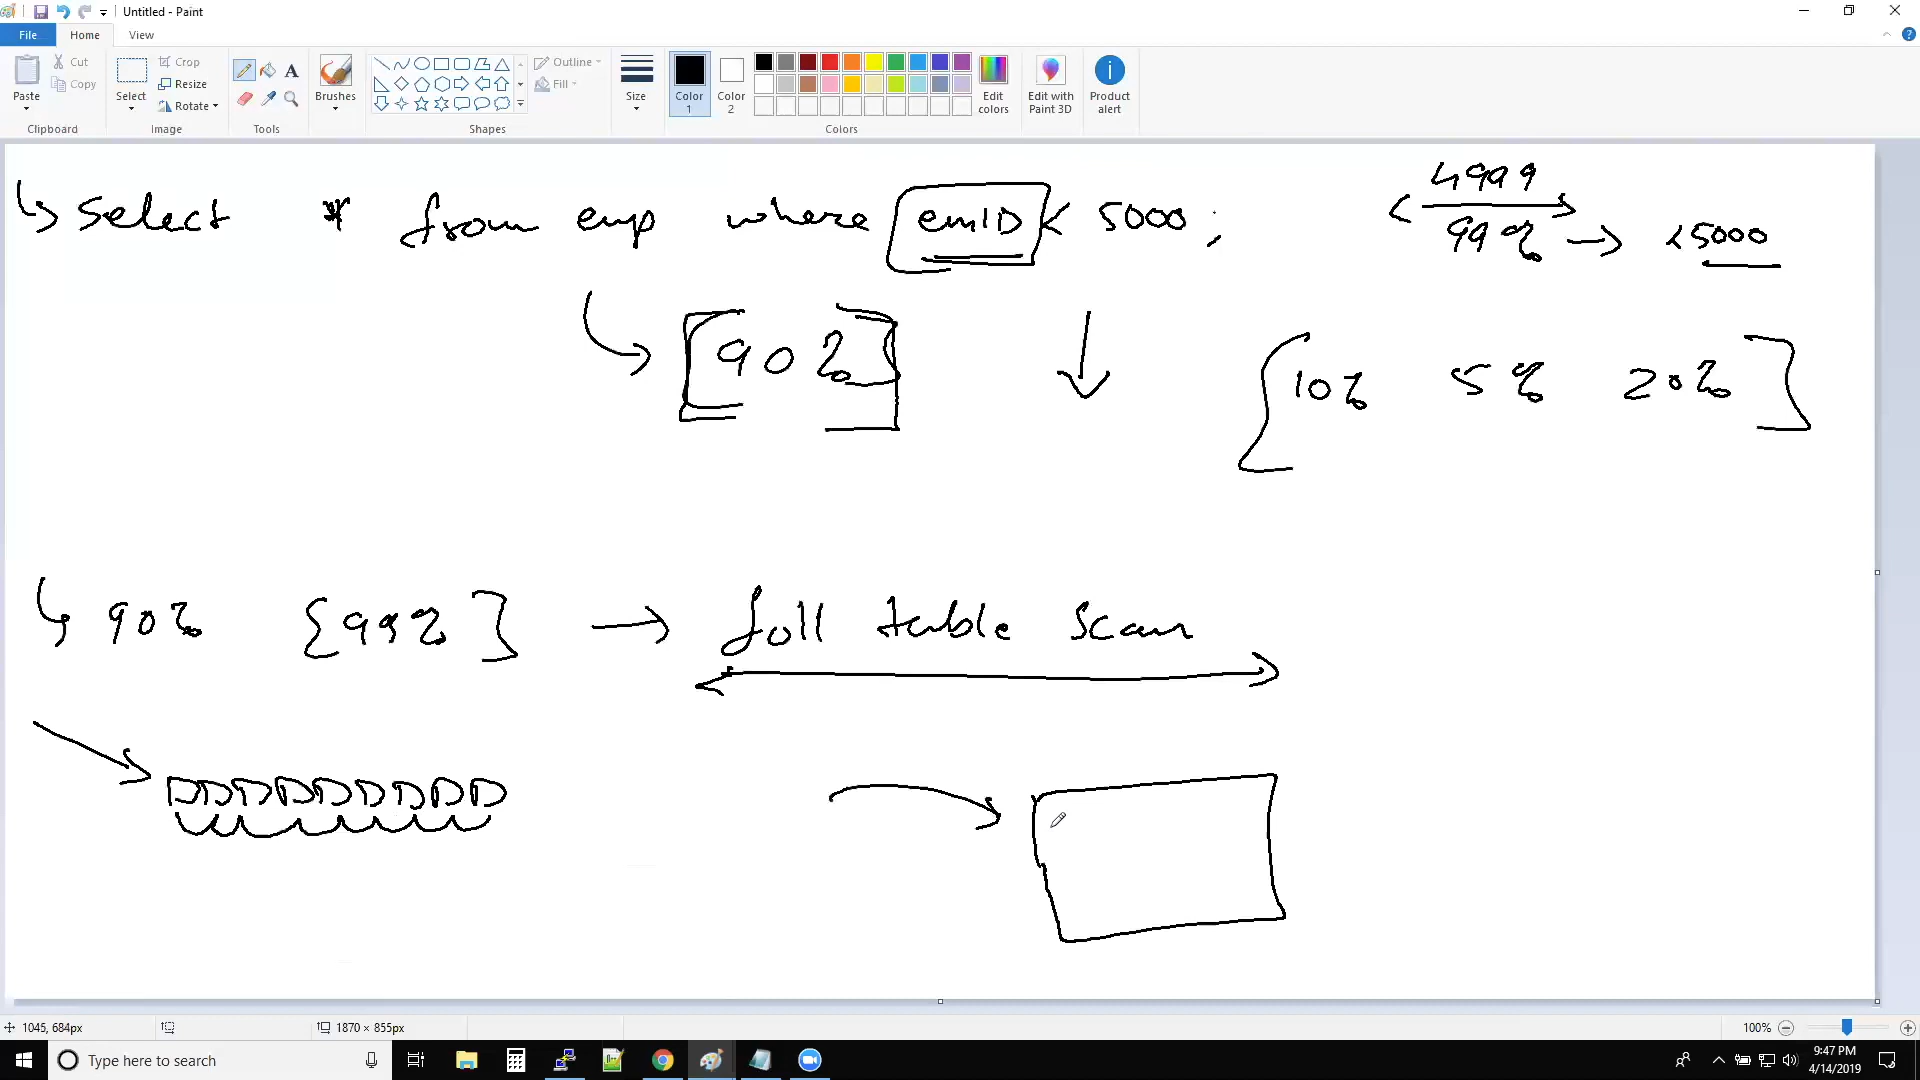 Untitled - Paint
File Home View
Cut
Copy
Paste
Clipboard
Select
Crop
Resize
Rotate
Image
Tools
Brushes
Shapes
Outline
Fill
Size
Color 1
Color 2
Colors
Edit colors
Edit with Paint 3D
Product alert
Select * from emp where emID < 5000 ;
4999
99% → < 5000
90%
10% 5% 20%
90% {99%] → full table scan
DDDDDDDDD
1045, 684px
1870 × 855px
100%
Type here to search
9:47 PM
4/14/2019